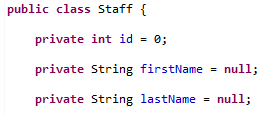 public class Staff {
private int id = 0;
private String firstName = null;
private String lastName = null;